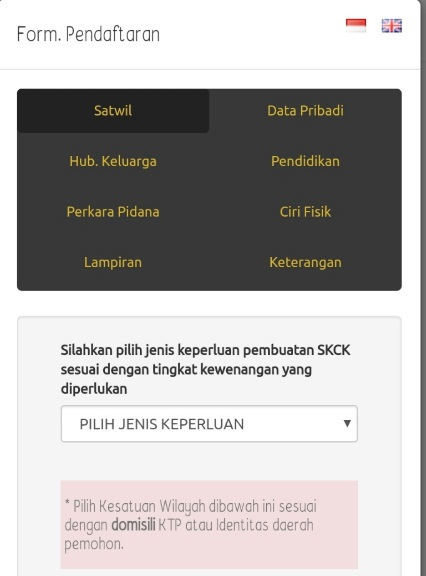 Form. Pendaftaran
Satwil
Data Pribadi
Hub. Keluarga
Pendidikan
Perkara Pidana
Ciri Fisik
Lampiran
Keterangan
Silahkan pilih jenis keperluan pembuatan SKCK
sesuai dengan tingkat kewenangan yang
diperlukan
PILIH JENIS KEPERLUAN
* Pilih Kesatuan Wilayah dibawah ini sesuai
dengan domisili KTP atau Identitas daerah
pemohon.